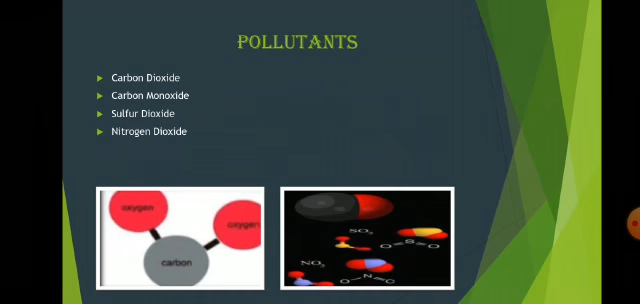 POLLUTANTS
Carbon Dioxide
Carbon Monoxide
Sulfur Dioxide
Nitrogen Dioxide
oxygen
oxygen
carbon
SO₂
O=S=O
NO₂